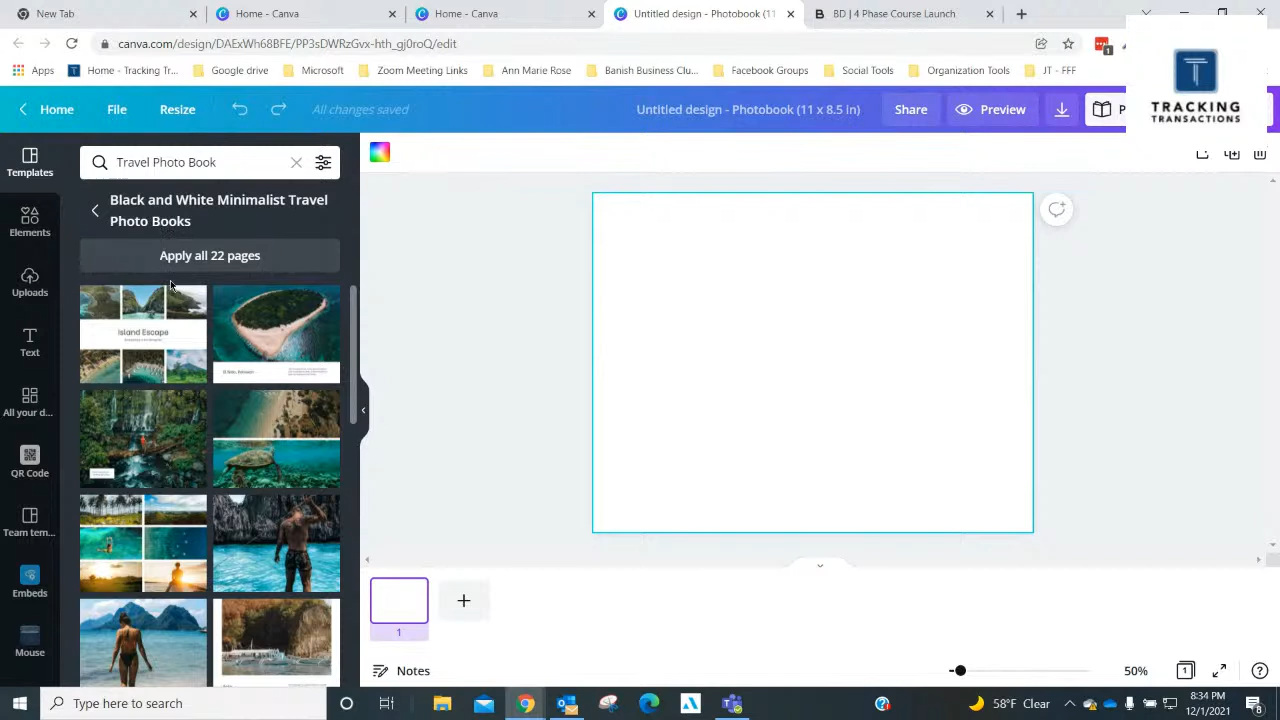 New Tab
Home - Canva
Home - Canva
Untitled design - Photobook (11
BD | 4 Phase Course Launch
canva.com/design/DAExWh68BFE/PP3sDWRzGvx-hth_gj0roQ/edit
1
Apps
Home - Tracking Tr...
Google drive
Microsoft
Zoom Meeting Links
Ann Marie Rose
Banish Business Clu...
Facebook Groups
Social Tools
Organization Tools
JT - FFF
T
TRACKING
TRANSACTIONS
Home
File
Resize
All changes saved
Untitled design - Photobook (11 x 8.5 in)
Share
Preview
P
Templates
Elements
Uploads
Text
All your d...
QR Code
Team tem...
Embeds
Mouse
Travel Photo Book
Black and White Minimalist Travel
Photo Books
Apply all 22 pages
Island Escape
1
Notes
50%
1
Type here to search
58°F Clear
8:34 PM
12/1/2021
8